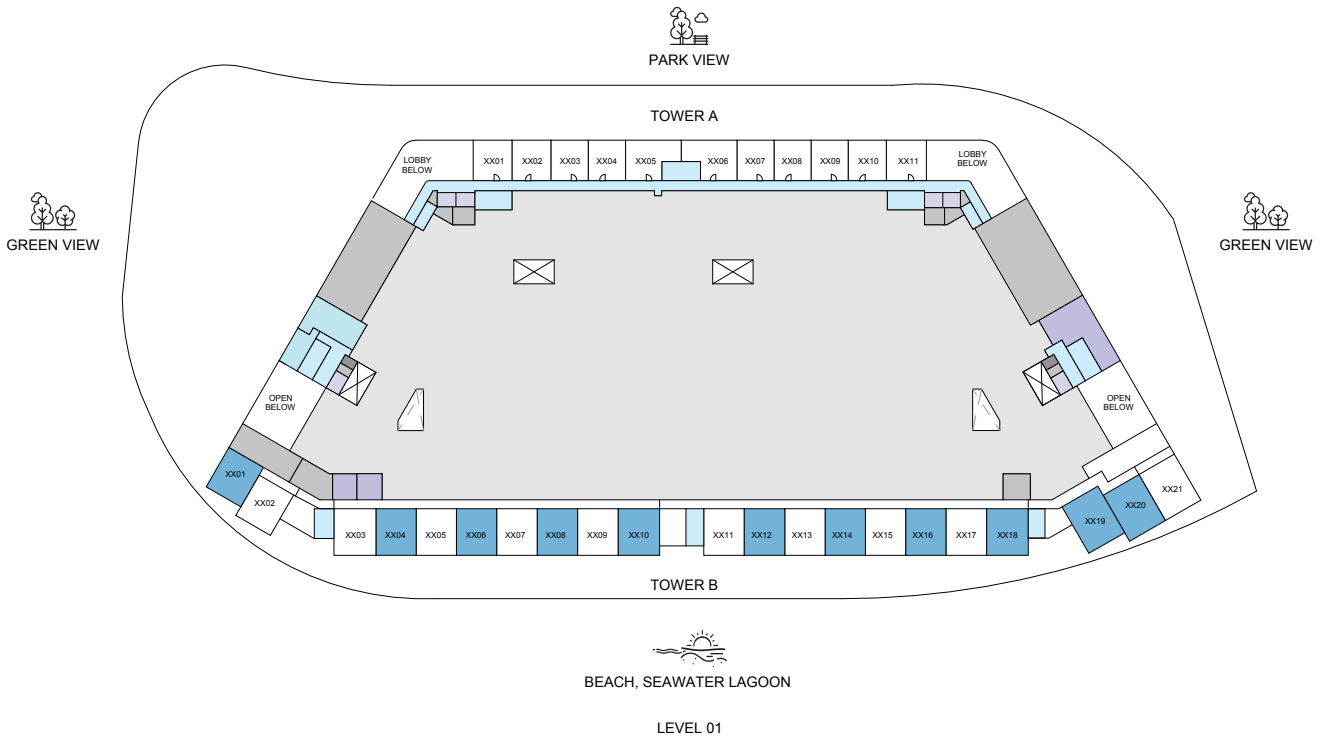 PARK VIEW
TOWER A
LOBBY
BELOW
XX01
XX02
XX03
XX04
XX05
XX06
XX07
XX08
XX09
XX10
XX11
LOBBY
BELOW
GREEN VIEW
GREEN VIEW
OPEN
BELOW
OPEN
BELOW
XX01
XX02
XX03
XX04
XX05
XX06
XX07
XX08
XX09
XX10
XX11
XX12
XX13
XX14
XX15
XX16
XX17
XX18
XX19
XX20
XX21
TOWER B
BEACH, SEAWATER LAGOON
LEVEL 01